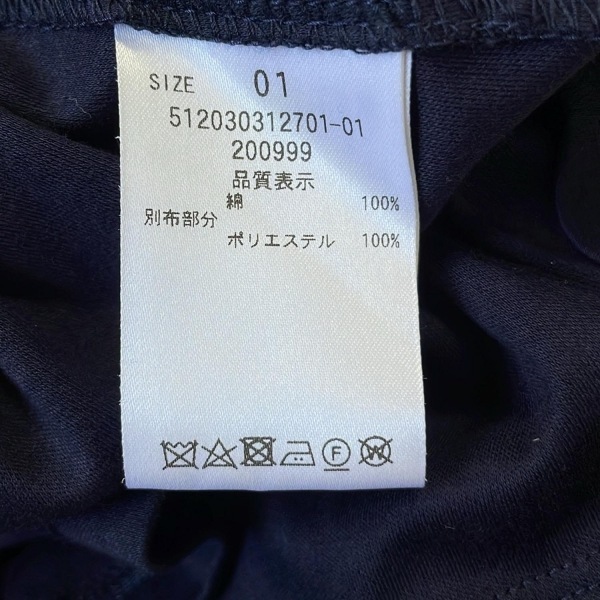 SIZE 01
512030312701-01
200999
品質表示
綿 100%
別布部分
ポリエステル 100%
F W